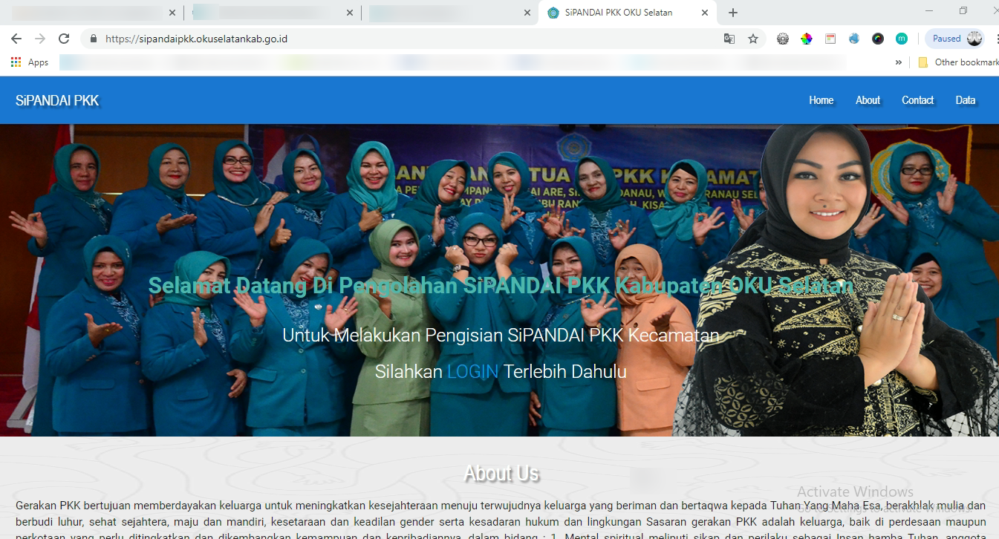 SiPANDAI PKK OKU Selatan
https://sipandaipkk.okuselatankab.go.id
Paused
Apps
Other bookmark
SiPANDAI PKK
Home About Contact Data
PKK KECAMAT
Selamat Datang Di Pengolahan SiPANDAI PKK Kabupaten OKU Selatan
Untuk Melakukan Pengisian SiPANDAI PKK Kecamatan
Silahkan LOGIN Terlebih Dahulu
About Us
Gerakan PKK bertujuan memberdayakan keluarga untuk meningkatkan kesejahteraan menuju terwujudnya keluarga yang beriman dan bertaqwa kepada Tuhan Yang Maha Esa, berakhlak mulia dan
berbudi luhur, sehat sejahtera, maju dan mandiri, kesetaraan dan keadilan gender serta kesadaran hukum dan lingkungan Sasaran gerakan PKK adalah keluarga, baik di perdesaan maupun
perkotaan yang perlu ditingkatkan dan dikembangkan kemampuan dan kepribadiannya, dalam bidang : 1. Mental spiritual meliputi sikap dan perilaku sebagai Insan hamba Tuhan, anggota
Activate Windows
Go to Settings to activate Windows.